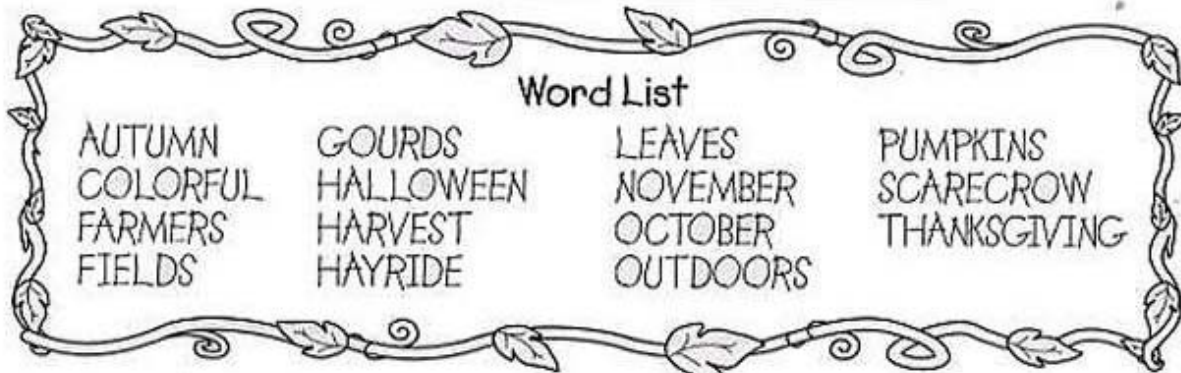 Word List
AUTUMN GOURDS LEAVES PUMPKINS
COLORFUL HALLOWEEN NOVEMBER SCARECROW
FARMERS HARVEST OCTOBER THANKSGIVING
FIELDS HAYRIDE OUTDOORS